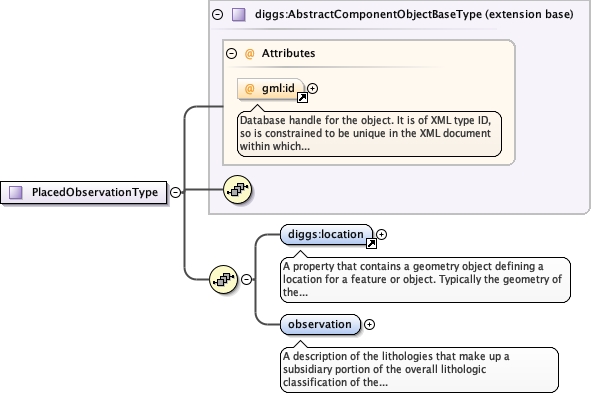 diggs:AbstractComponentObjectBaseType (extension base)
@ Attributes
@ gml:id
Database handle for the object. It is of XML type ID,
so is constrained to be unique in the XML document
within which...
PlacedObservationType
diggs:location
A property that contains a geometry object defining a
location for a feature or object. Typically the geometry of
the...
observation
A description of the lithologies that make up a
subsidiary portion of the overall lithologic
classification of the...